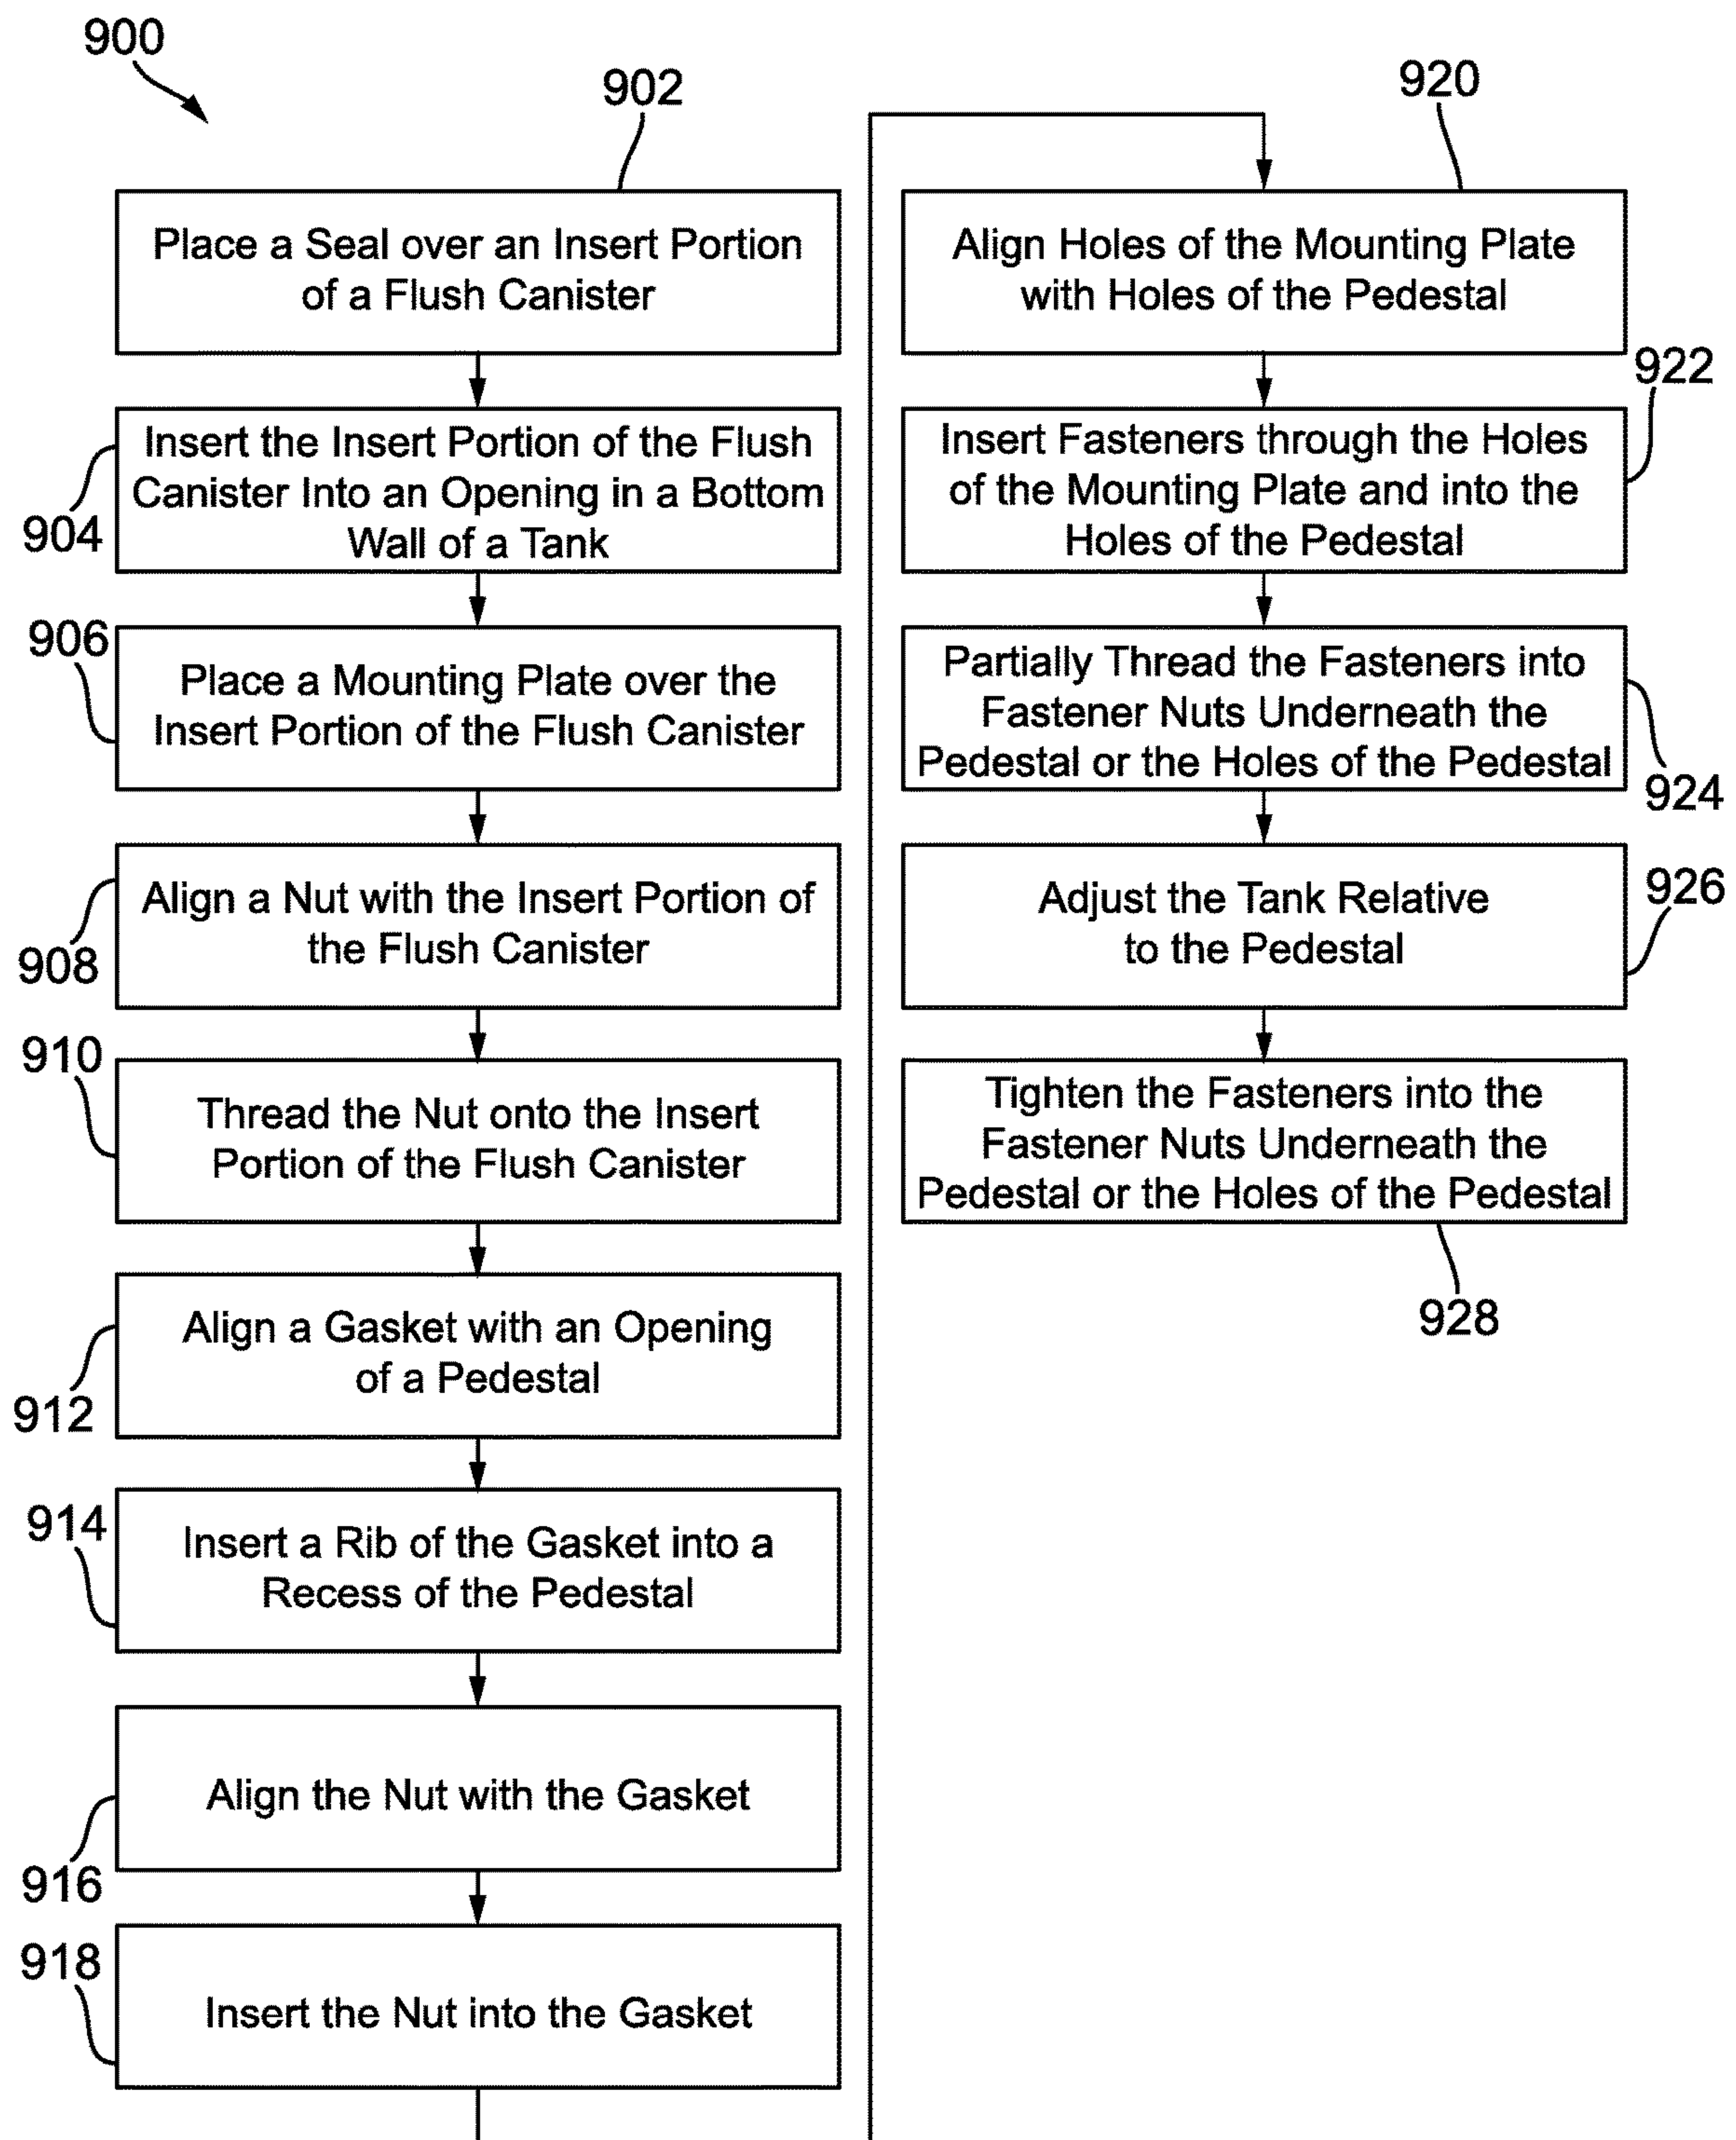 900
902
Place a Seal over an Insert Portion
of a Flush Canister
904
Insert the Insert Portion of the Flush
Canister Into an Opening in a Bottom
Wall of a Tank
906
Place a Mounting Plate over the
Insert Portion of the Flush Canister
908
Align a Nut with the Insert Portion of
the Flush Canister
910
Thread the Nut onto the Insert
Portion of the Flush Canister
912
Align a Gasket with an Opening
of a Pedestal
914
Insert a Rib of the Gasket into a
Recess of the Pedestal
916
Align the Nut with the Gasket
918
Insert the Nut into the Gasket
920
Align Holes of the Mounting Plate
with Holes of the Pedestal
922
Insert Fasteners through the Holes
of the Mounting Plate and into the
Holes of the Pedestal
924
Partially Thread the Fasteners into
Fastener Nuts Underneath the
Pedestal or the Holes of the Pedestal
926
Adjust the Tank Relative
to the Pedestal
Tighten the Fasteners into the
Fastener Nuts Underneath the
Pedestal or the Holes of the Pedestal
928